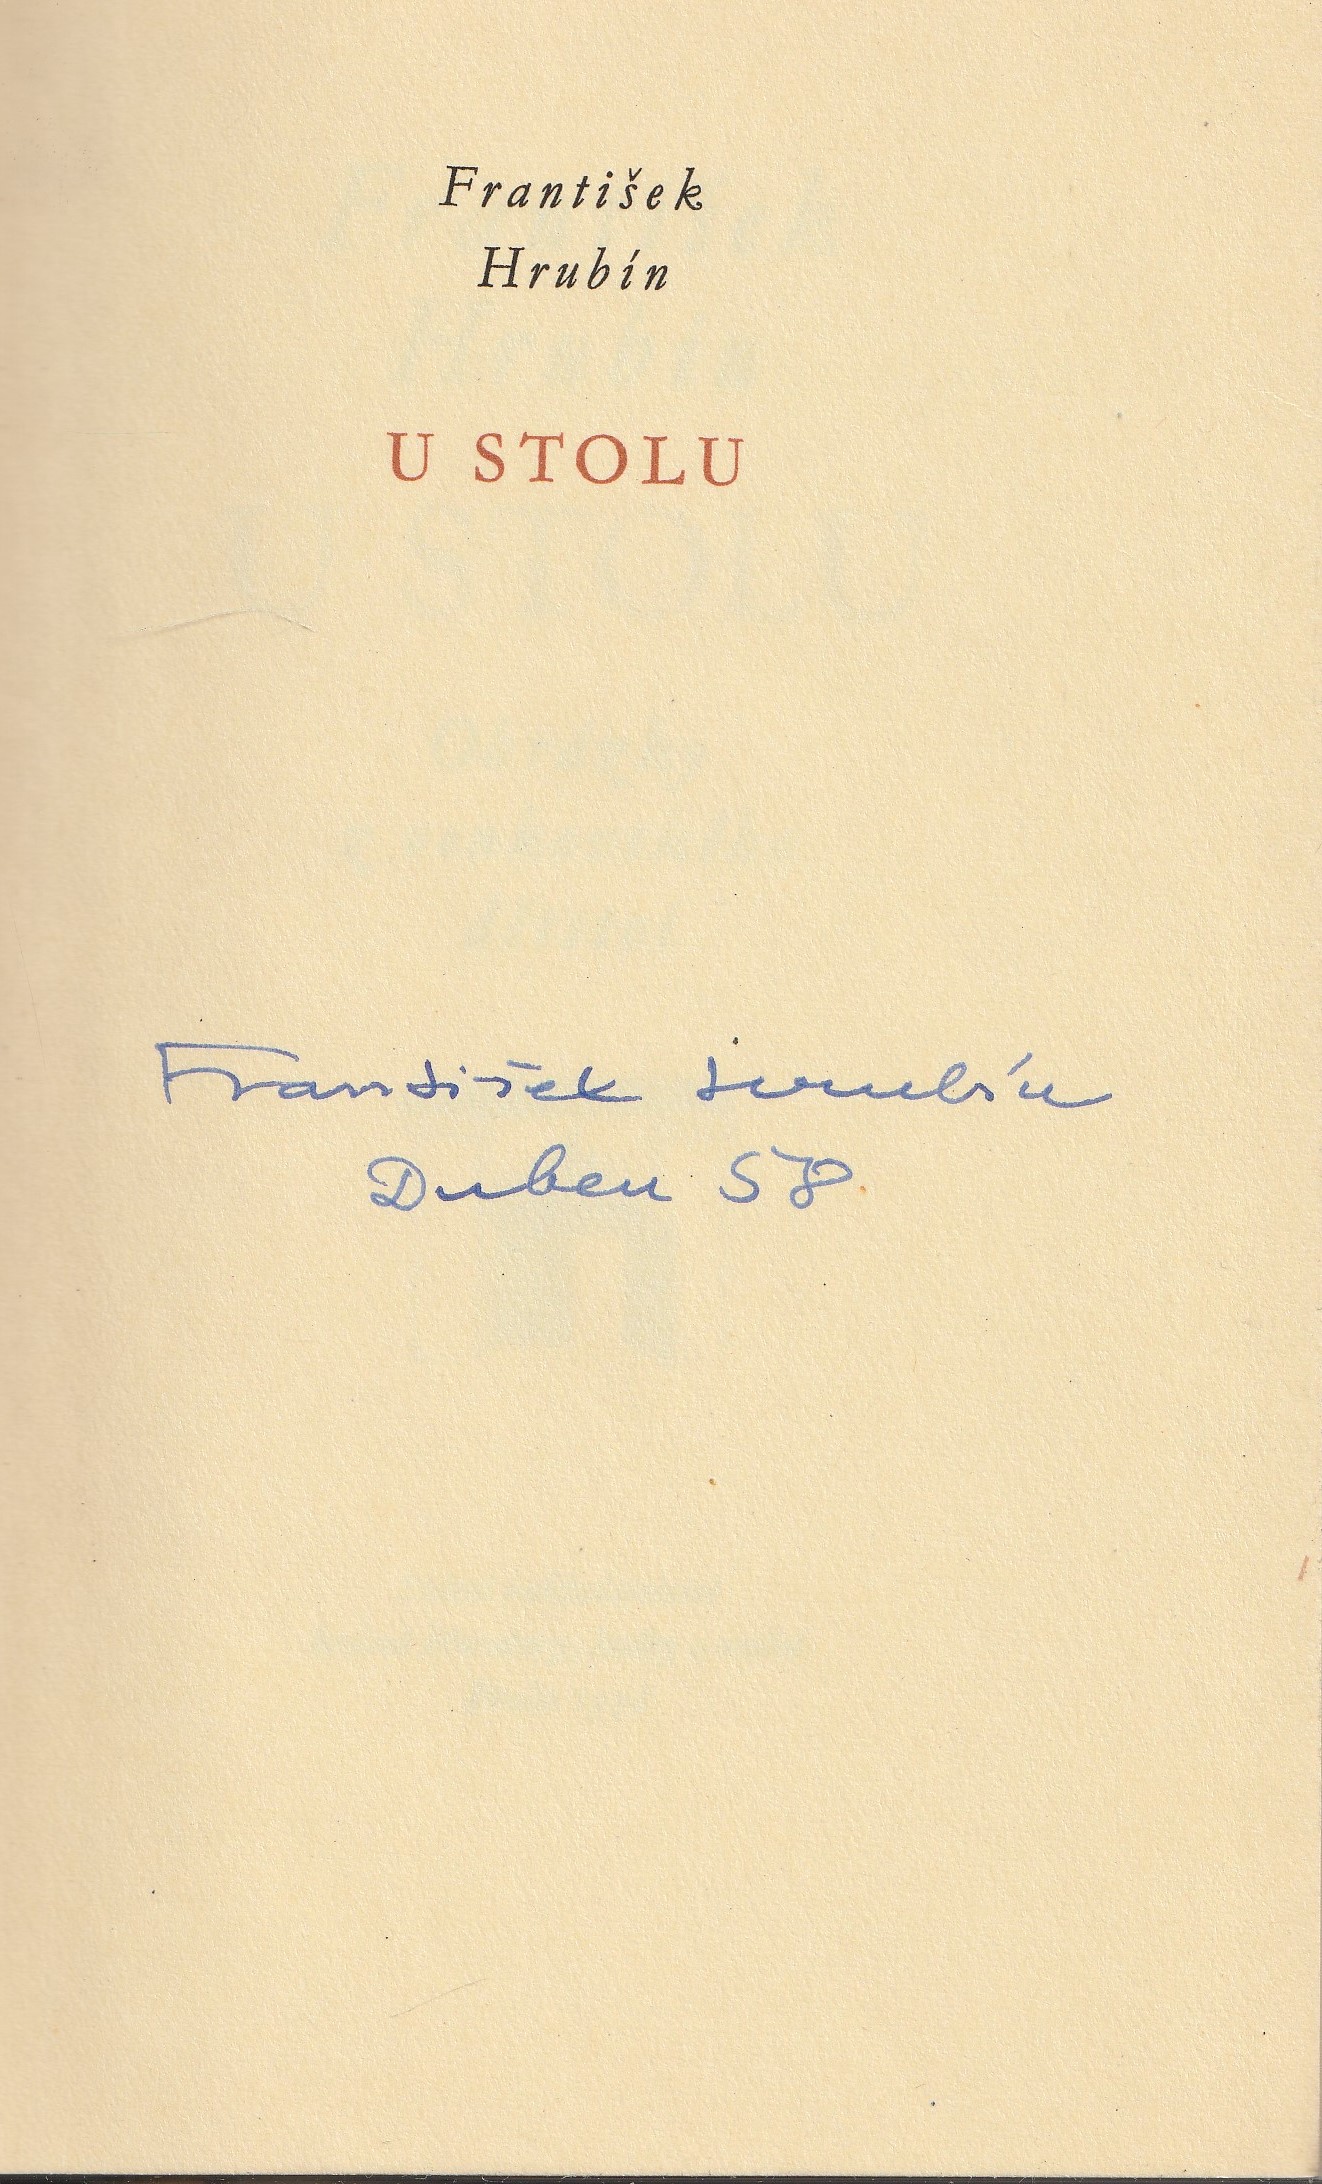 František
Hrubín
U STOLU
František Hrubín
Duben 58